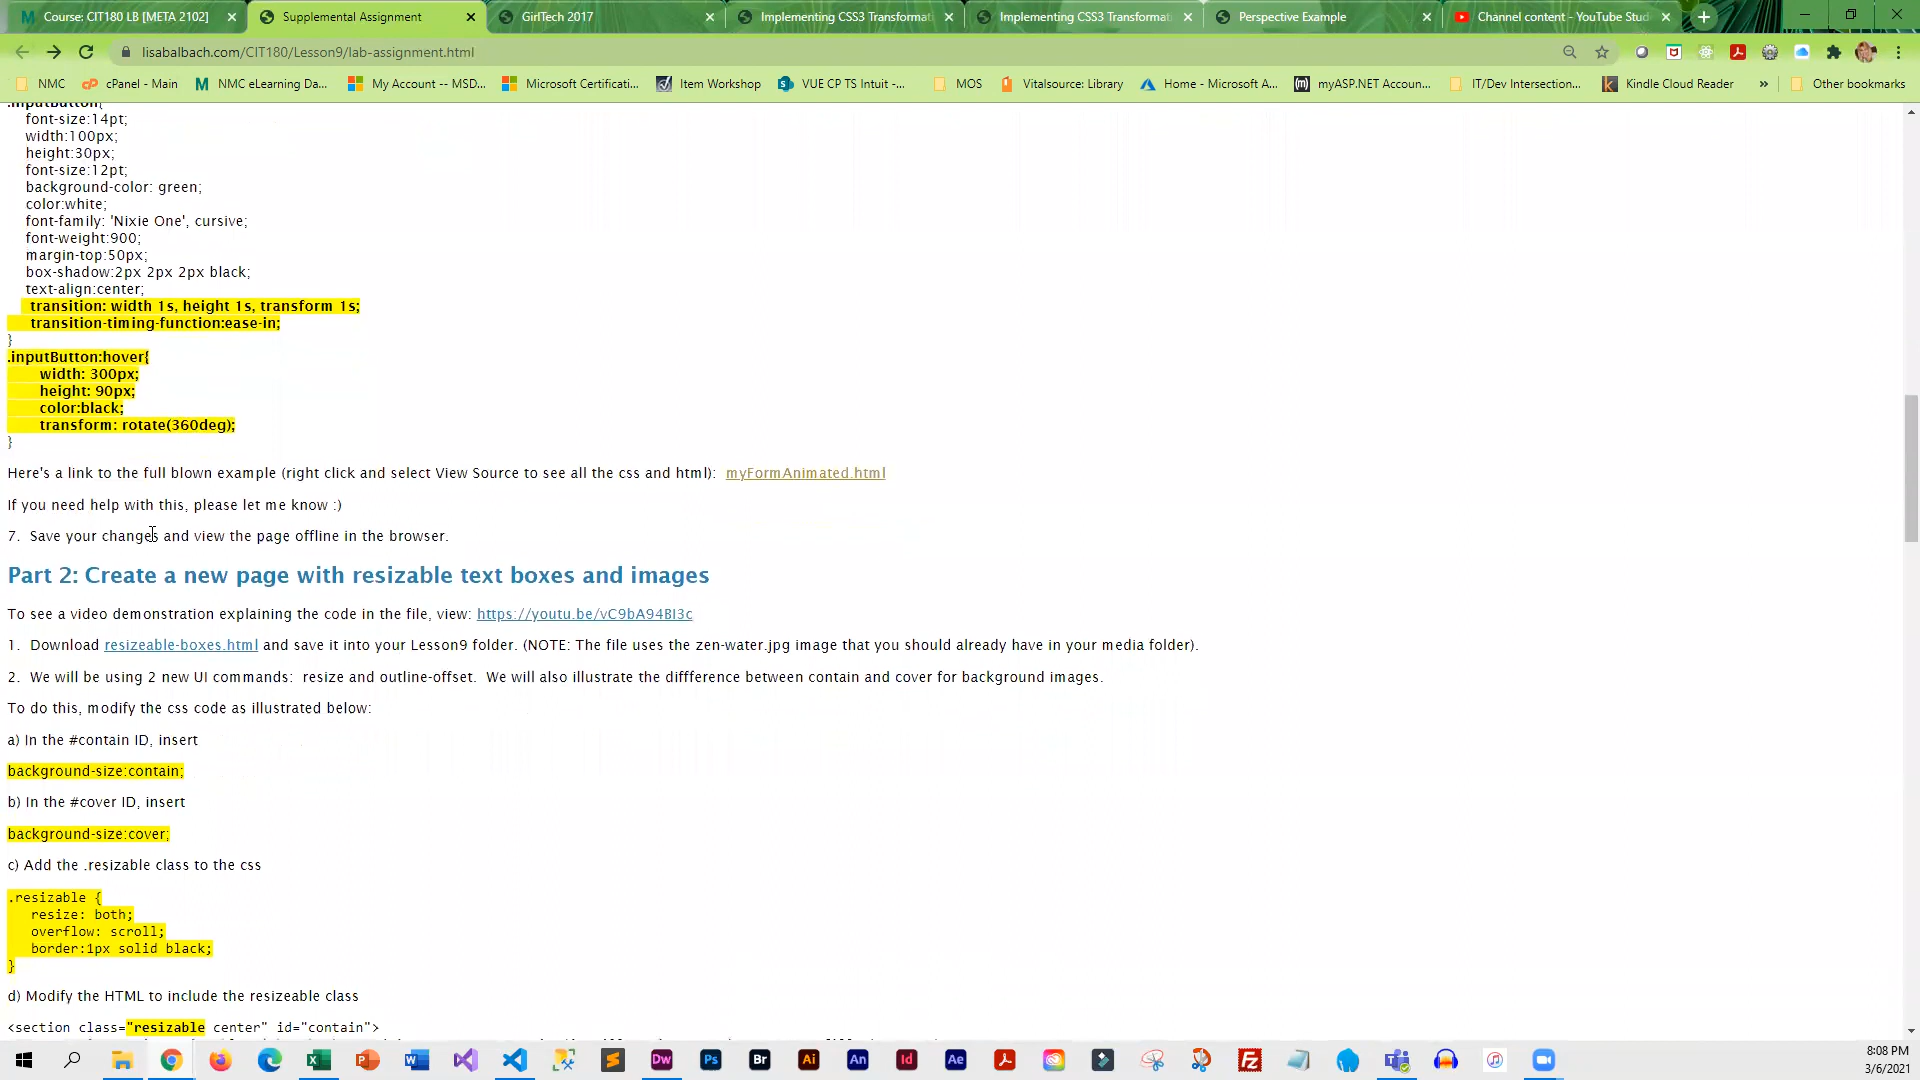 Course: CIT180 LB [META 2102]
Supplemental Assignment
GirlTech 2017
Implementing CSS3 Transformat
Implementing CSS3 Transformat
Perspective Example
Channel content - YouTube Stud
lisabalbach.com/CIT180/Lesson9/lab-assignment.html
NMC
cPanel - Main
NMC eLearning Da...
My Account -- MSD...
Microsoft Certificati...
Item Workshop
VUE CP TS Intuit -...
MOS
Vitalsource: Library
Home - Microsoft A...
myASP.NET Accoun...
IT/Dev Intersection...
Kindle Cloud Reader
»
Other bookmarks
.inputButton{
font-size:14pt;
width:100px;
height:30px;
font-size:12pt;
background-color: green;
color:white;
font-family: 'Nixie One', cursive;
font-weight:900;
margin-top:50px;
box-shadow:2px 2px 2px black;
text-align:center;
transition: width 1s, height 1s, transform 1s;
transition-timing-function:ease-in;
}
.inputButton:hover{
width: 300px;
height: 90px;
color:black;
transform: rotate(360deg);
}
Here's a link to the full blown example (right click and select View Source to see all the css and html): myFormAnimated.html
If you need help with this, please let me know :)
7. Save your changes and view the page offline in the browser.
Part 2: Create a new page with resizable text boxes and images
To see a video demonstration explaining the code in the file, view: https://youtu.be/vC9bA94BI3c
1. Download resizeable-boxes.html and save it into your Lesson9 folder. (NOTE: The file uses the zen-water.jpg image that you should already have in your media folder).
2. We will be using 2 new UI commands: resize and outline-offset. We will also illustrate the diffference between contain and cover for background images.
To do this, modify the css code as illustrated below:
a) In the #contain ID, insert
background-size:contain;
b) In the #cover ID, insert
background-size:cover;
c) Add the .resizable class to the css
.resizable {
resize: both;
overflow: scroll;
border:1px solid black;
}
d) Modify the HTML to include the resizeable class
<section class="resizable center" id="contain">
8:08 PM
3/6/2021